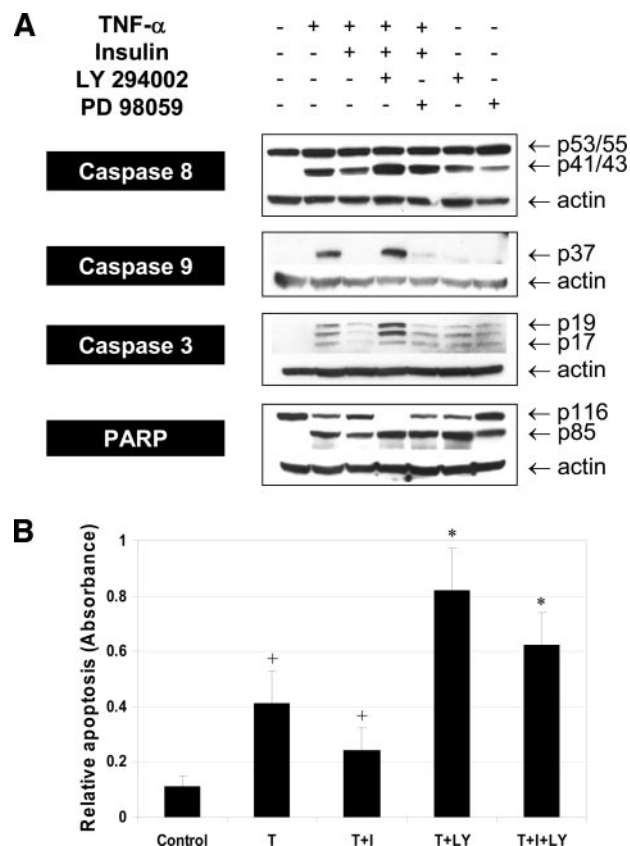 A
TNF-α - + + + + - -
Insulin - - + + + - -
LY 294002 - - - + - + -
PD 98059 - - - - + - +
Caspase 8
← p53/55
← p41/43
← actin
Caspase 9
← p37
← actin
Caspase 3
← p19
← p17
← actin
PARP
← p116
← p85
← actin
B
Relative apoptosis (Absorbance)
1
0.8
0.6
0.4
0.2
0
+
+
*
*
Control T T+I T+LY T+I+LY